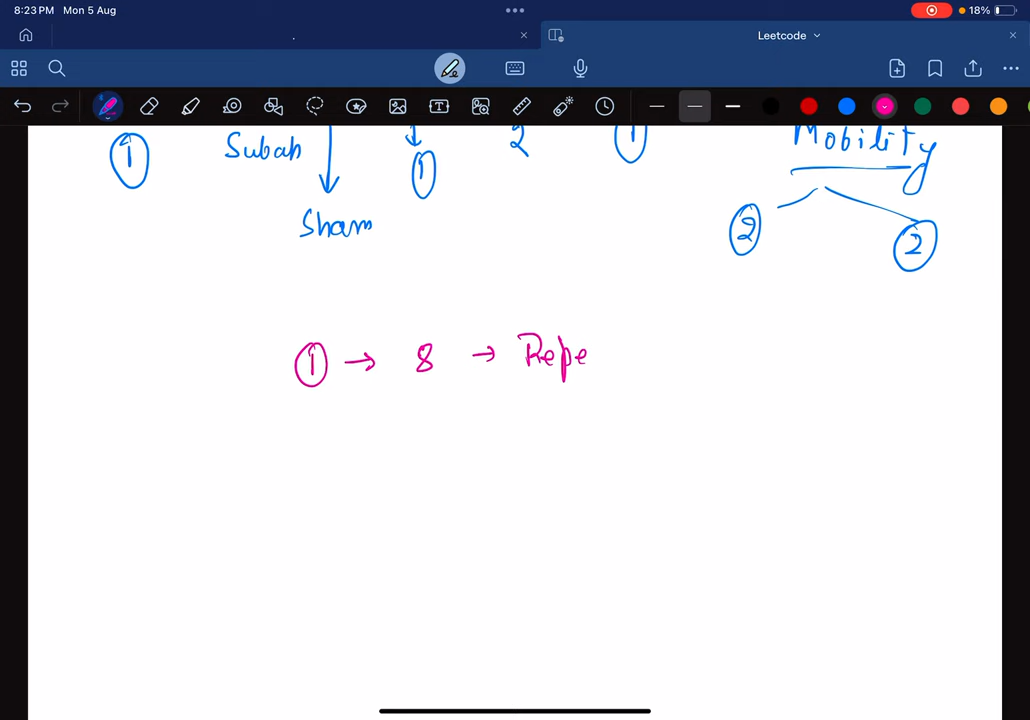 8:23 PM Mon 5 Aug
18%
.
Leetcode
Mobility
① Subah ① 2 ①
Sham
② ②
① → 8 → Repe